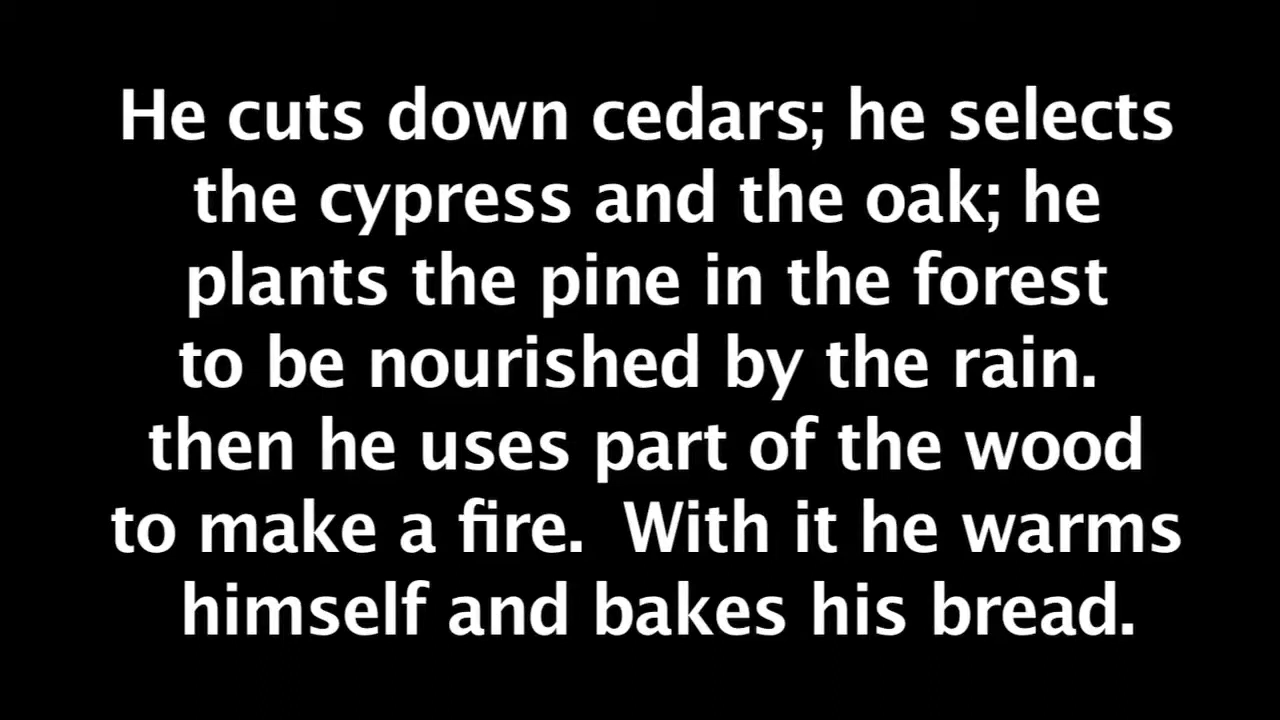 He cuts down cedars; he selects
the cypress and the oak; he
plants the pine in the forest
to be nourished by the rain.
then he uses part of the wood
to make a fire.  With it he warms
himself and bakes his bread.